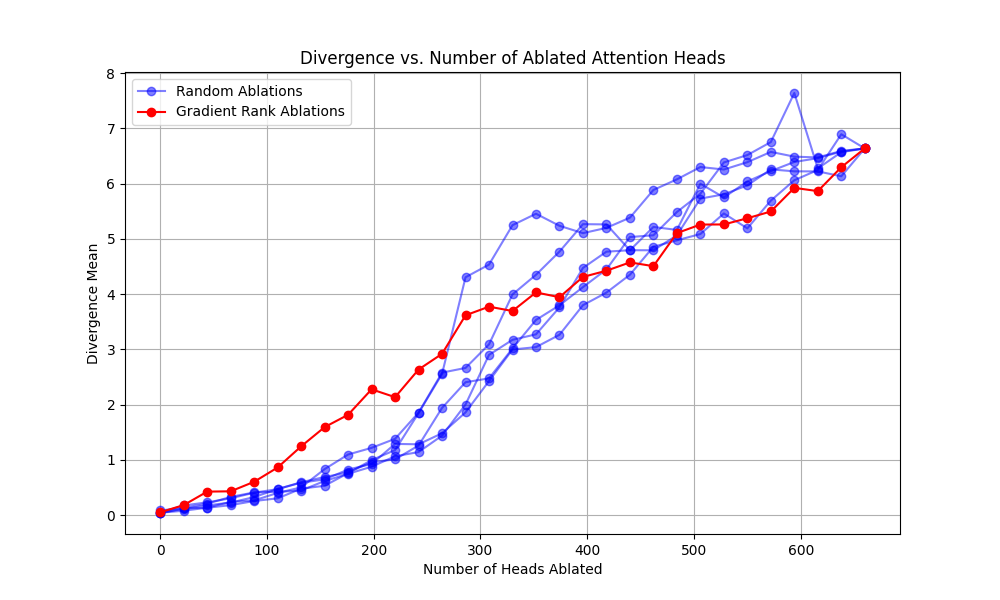 Divergence vs. Number of Ablated Attention Heads
Random Ablations
Gradient Rank Ablations
Divergence Mean
8
7
6
5
4
3
2
1
0
0 100 200 300 400 500 600
Number of Heads Ablated